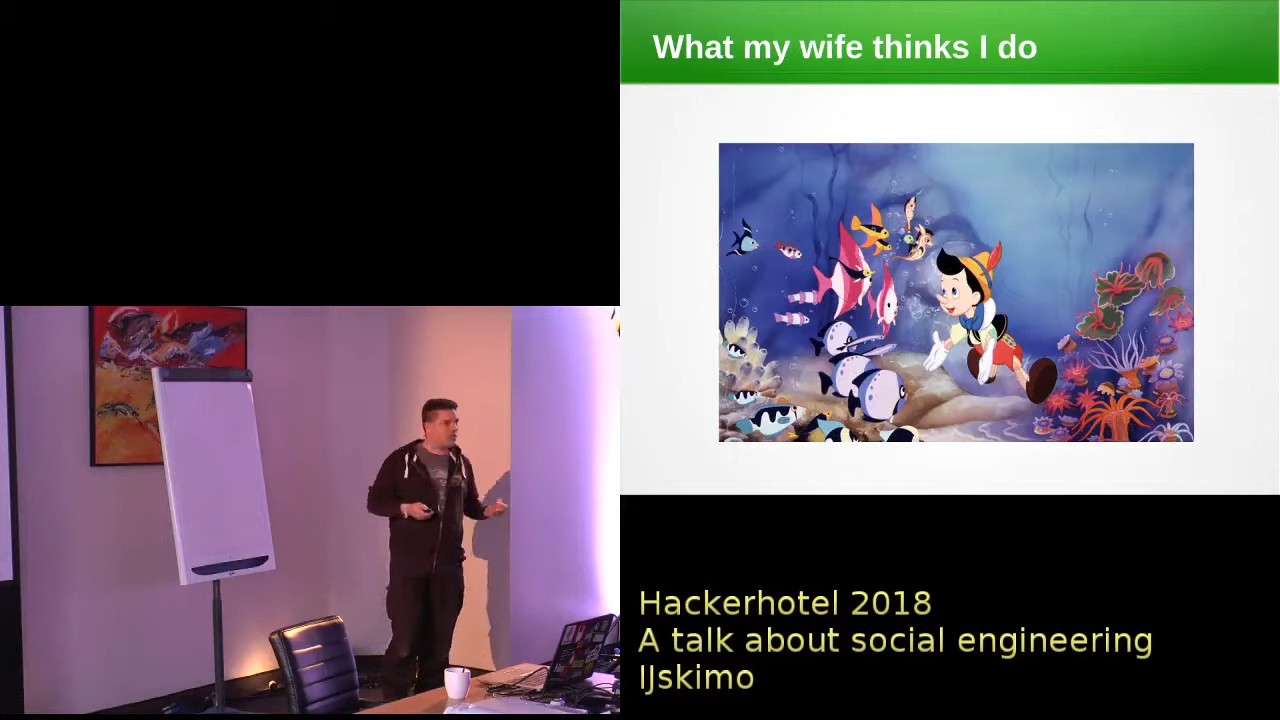 What my wife thinks I do
Hackerhotel 2018
A talk about social engineering
IJskimo